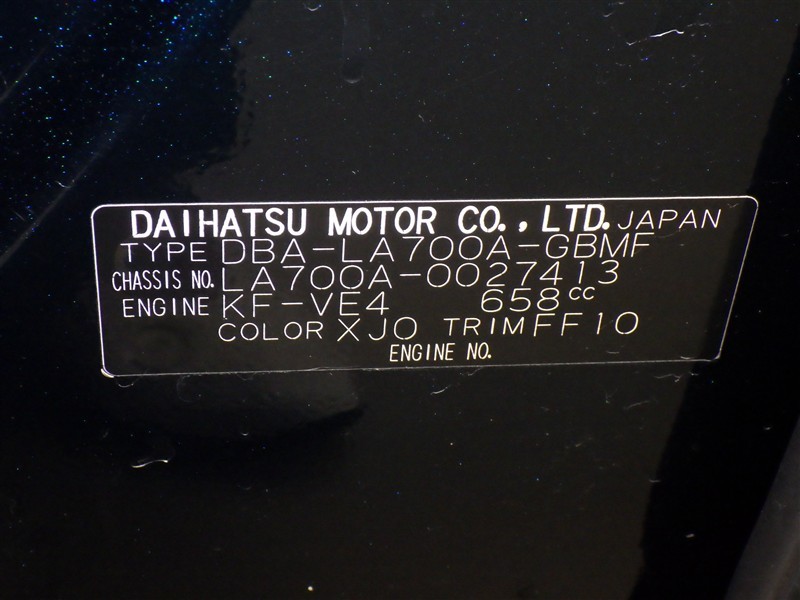 DAIHATSU MOTOR CO., LTD. JAPAN
TYPE DBA-LA700A-GBMF
CHASSIS NO. LA700A-0027413
ENGINE KF-VE4 658cc
COLOR XJ0 TRIM FF10
ENGINE NO.